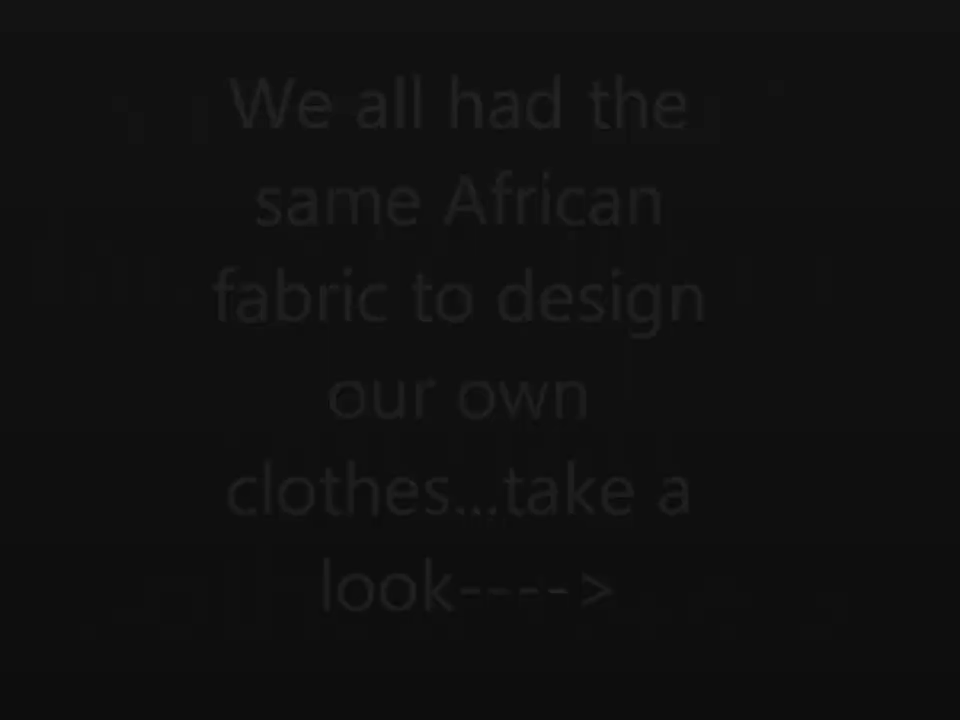 We all had the
same African
fabric to design
our own
clothes...take a
look---->